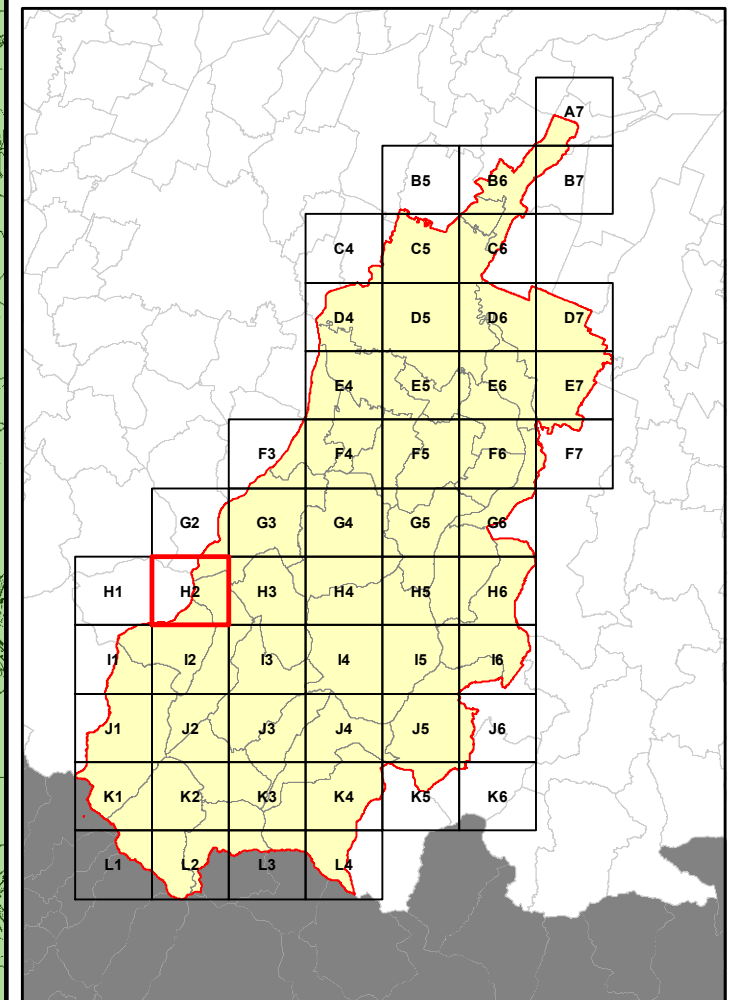 A7
B5 B6 B7
C4 C5 C6
D4 D5 D6 D7
E4 E5 E6 E7
F3 F4 F5 F6 F7
G2 G3 G4 G5 G6
H1 H2 H3 H4 H5 H6
I1 I2 I3 I4 I5 I6
J1 J2 J3 J4 J5 J6
K1 K2 K3 K4 K5 K6
L1 L2 L3 L4